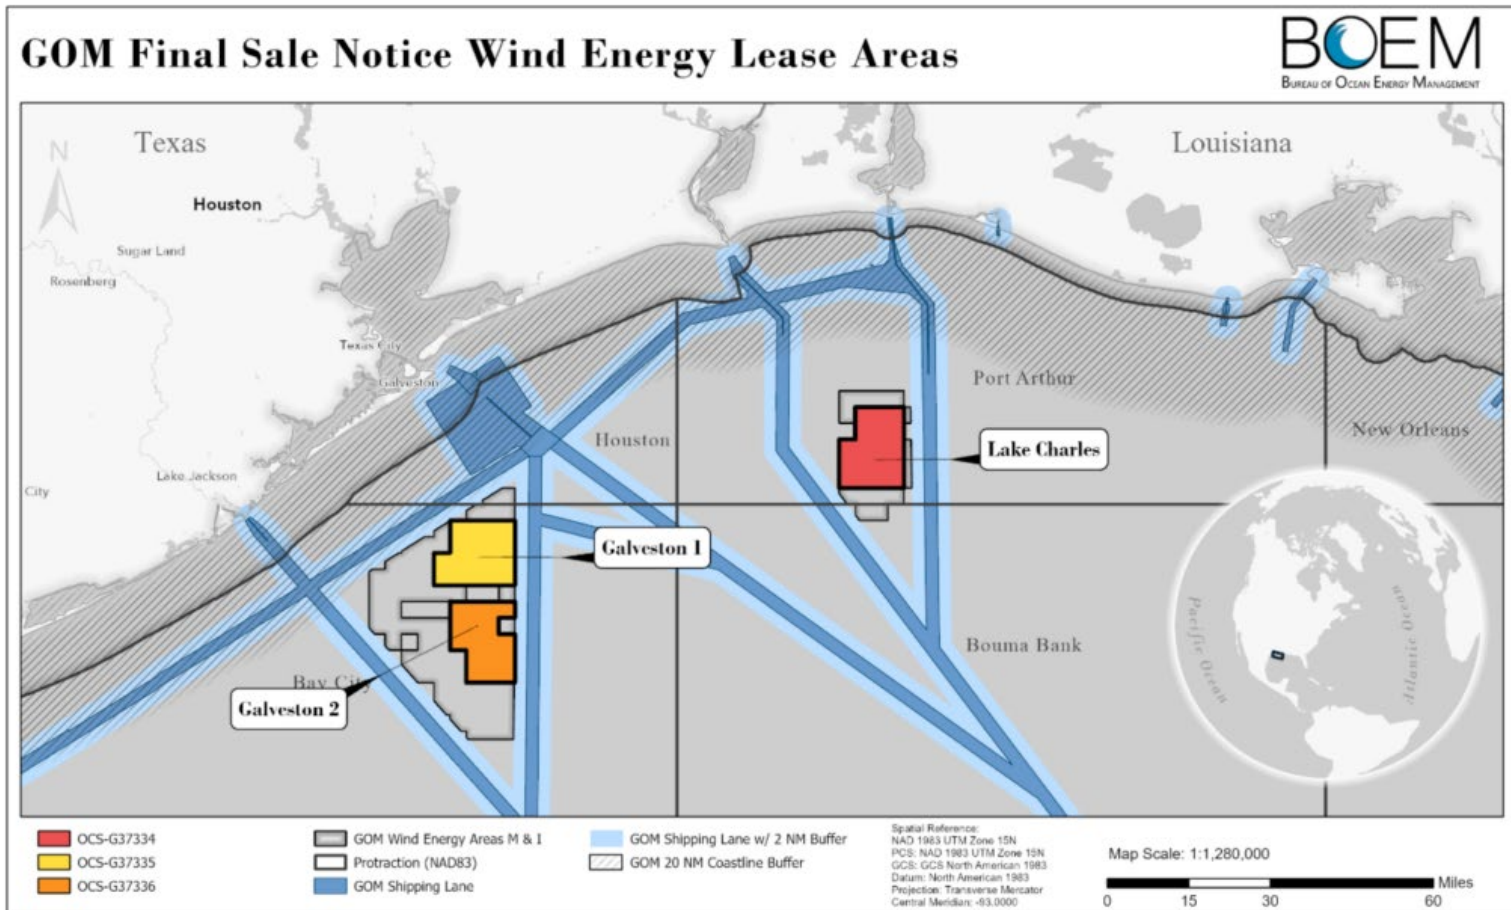 GOM Final Sale Notice Wind Energy Lease Areas
BOEM
BUREAU OF OCEAN ENERGY MANAGEMENT
Texas
Louisiana
N
Houston
Sugar Land
Rosenberg
Texas City
Galveston
Port Arthur
Houston
New Orleans
Lake Charles
Lake Jackson
City
Galveston 1
Bouma Bank
Bay City
Galveston 2
Pacific Ocean
Atlantic Ocean
OCS-G37334
OCS-G37335
OCS-G37336
GOM Wind Energy Areas M & I
Protraction (NAD83)
GOM Shipping Lane
GOM Shipping Lane w/ 2 NM Buffer
GOM 20 NM Coastline Buffer
Spatial Reference:
NAD 1983 UTM Zone 15N
PCS: NAD 1983 UTM Zone 15N
GCS: GCS North American 1983
Datum: North American 1983
Projection: Transverse Mercator
Central Meridian: -93.0000
Map Scale: 1:1,280,000
Miles
0 15 30 60